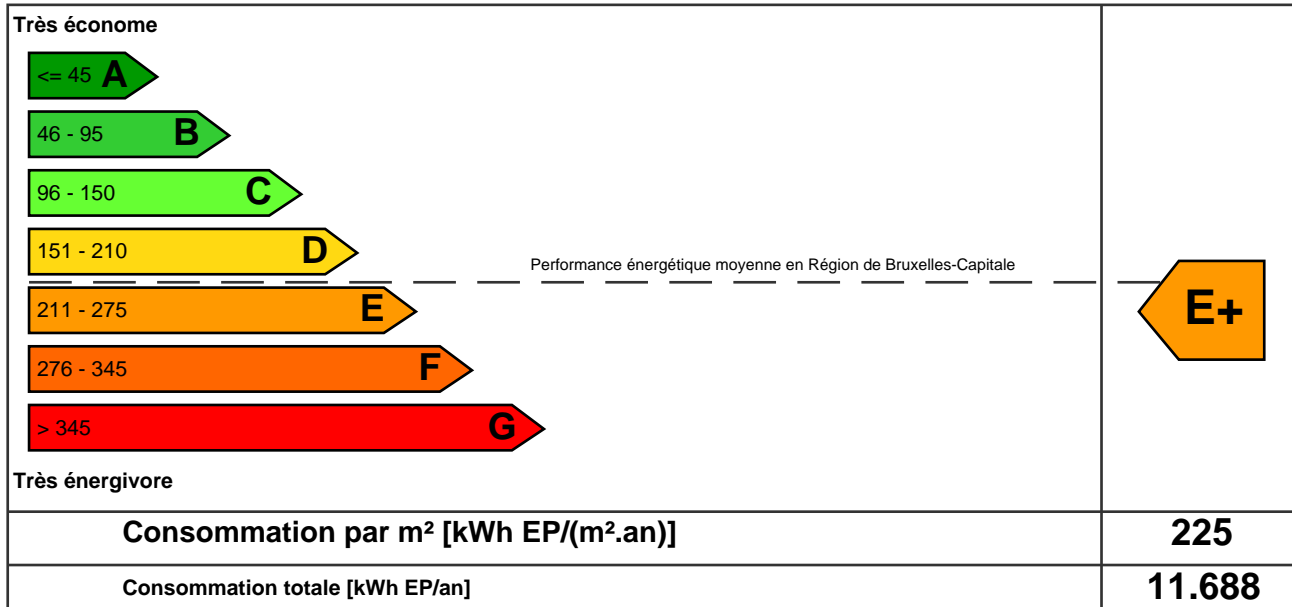 Très économe
<= 45 A
46 - 95 B
96 - 150 C
151 - 210 D
Performance énergétique moyenne en Région de Bruxelles-Capitale
211 - 275 E
E+
276 - 345 F
> 345 G
Très énergivore
Consommation par m² [kWh EP/(m².an)] 225
Consommation totale [kWh EP/an] 11.688